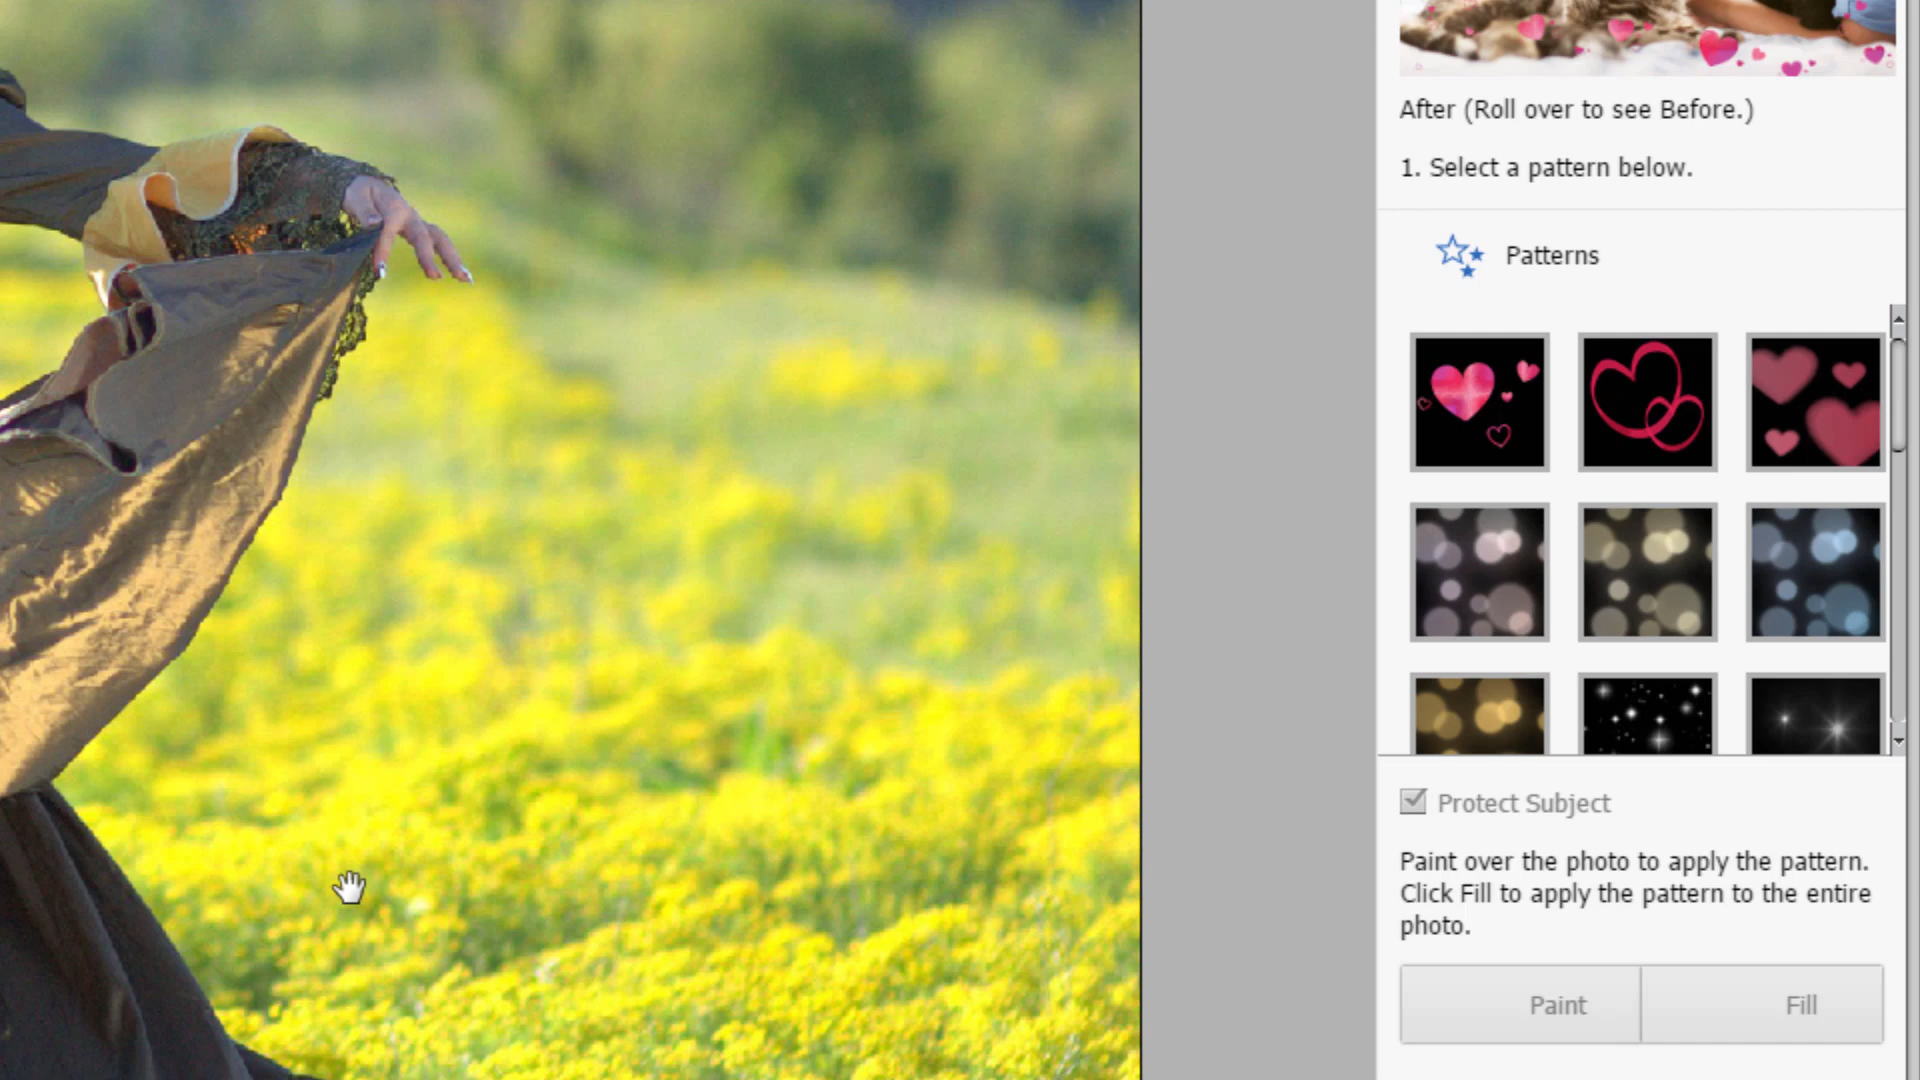 After (Roll over to see Before.)
1. Select a pattern below.
Patterns
Protect Subject
Paint over the photo to apply the pattern.
Click Fill to apply the pattern to the entire
photo.
Paint
Fill